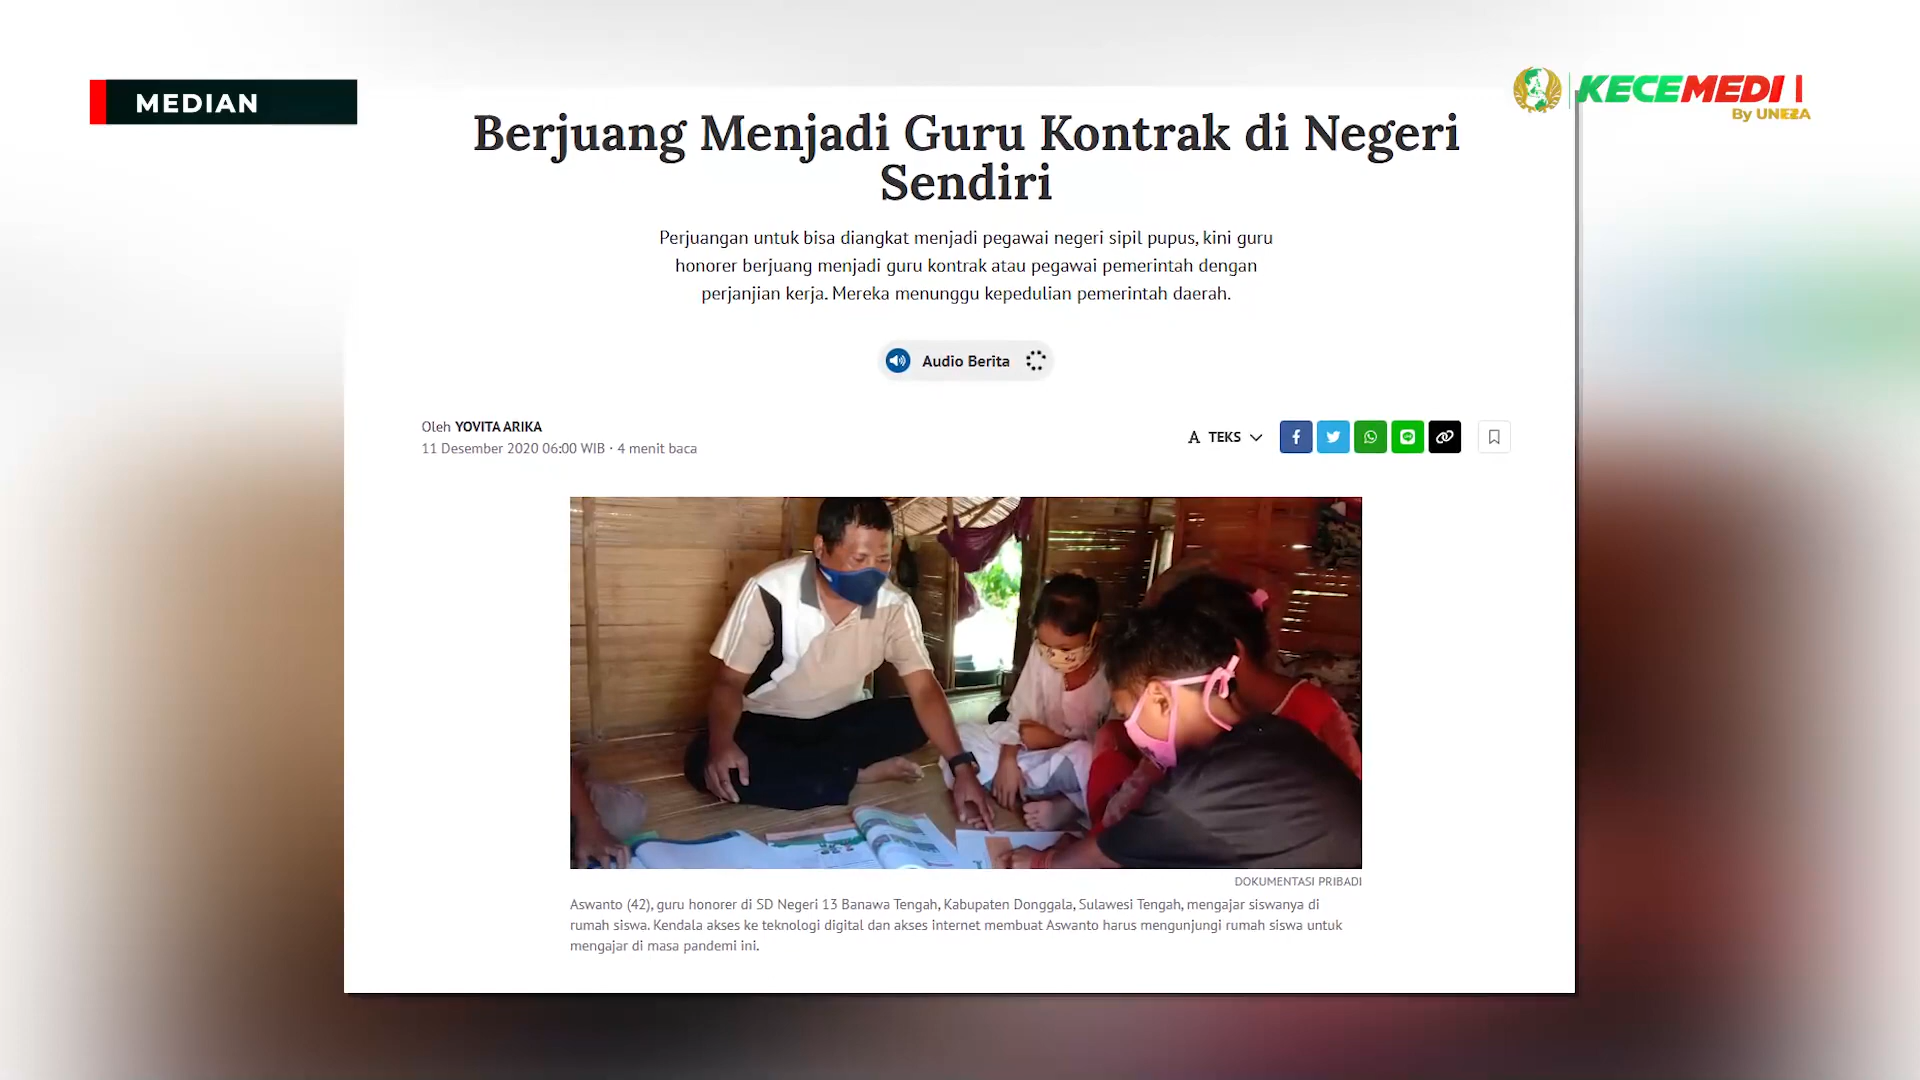 MEDIAN
KECEMEDI
By UNEZA
Berjuang Menjadi Guru Kontrak di Negeri
Sendiri
Perjuangan untuk bisa diangkat menjadi pegawai negeri sipil pupus, kini guru
honorer berjuang menjadi guru kontrak atau pegawai pemerintah dengan
perjanjian kerja. Mereka menunggu kepedulian pemerintah daerah.
Audio Berita
Oleh YOVITA ARIKA
11 Desember 2020 06:00 WIB · 4 menit baca
A TEKS
DOKUMENTASI PRIBADI
Aswanto (42), guru honorer di SD Negeri 13 Banawa Tengah, Kabupaten Donggala, Sulawesi Tengah, mengajar siswanya di
rumah siswa. Kendala akses ke teknologi digital dan akses internet membuat Aswanto harus mengunjungi rumah siswa untuk
mengajar di masa pandemi ini.